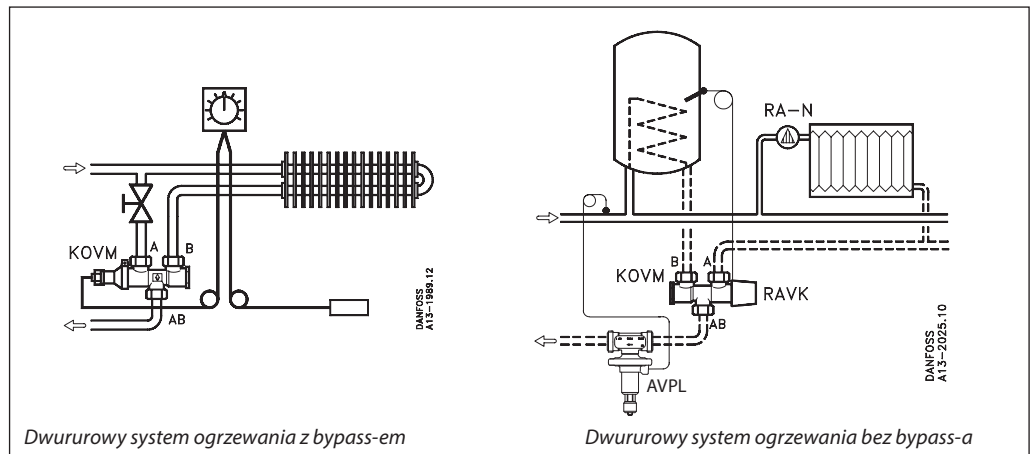 KOVM
A
B
AB
DANFOSS
A13-1989.12
Dwururowy system ogrzewania z bypass-em
RA-N
KOVM
B
A
RAVK
AB
AVPL
DANFOSS
A13-2025.10
Dwururowy system ogrzewania bez bypass-a